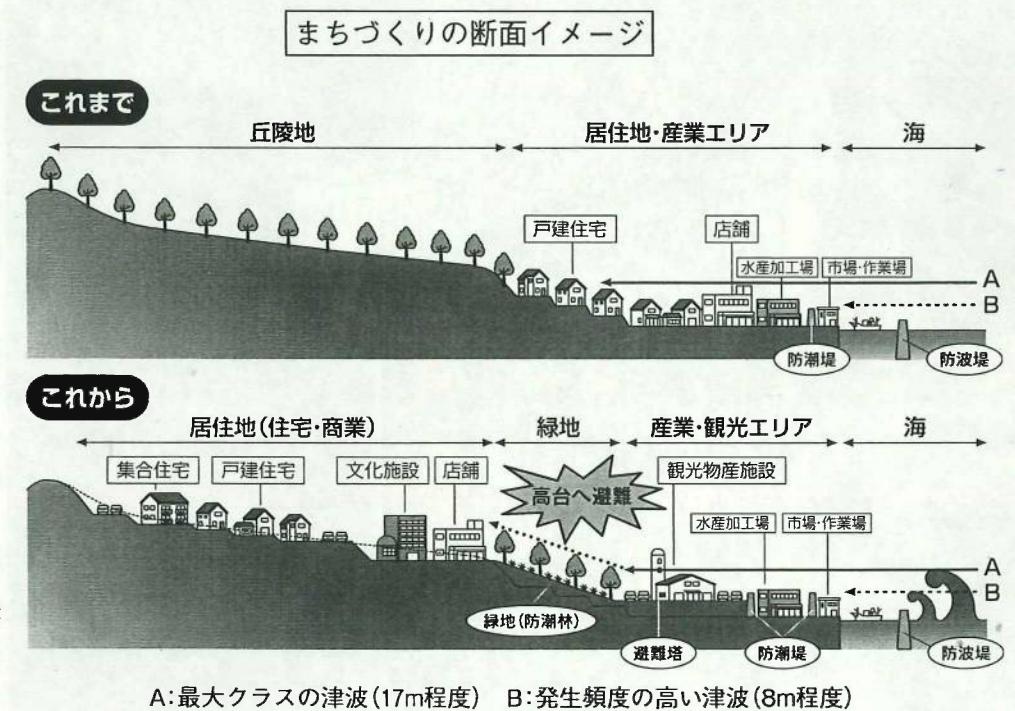 まちづくりの断面イメージ
これまで
丘陵地 居住地・産業エリア 海
戸建住宅 店舗
水産加工場 市場・作業場
A
B
防潮堤 防波堤
これから
居住地(住宅・商業) 緑地 産業・観光エリア 海
集合住宅 戸建住宅 文化施設 店舗 高台へ避難 観光物産施設
水産加工場 市場・作業場
A
B
緑地(防潮林) 避難塔 防潮堤 防波堤
A:最大クラスの津波(17m程度) B:発生頻度の高い津波(8m程度)